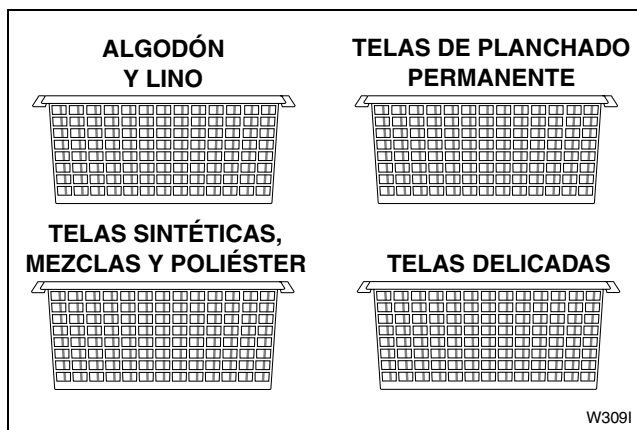 ALGODÓN
Y LINO
TELAS DE PLANCHADO
PERMANENTE
TELAS SINTÉTICAS,
MEZCLAS Y POLIÉSTER
TELAS DELICADAS
W309I